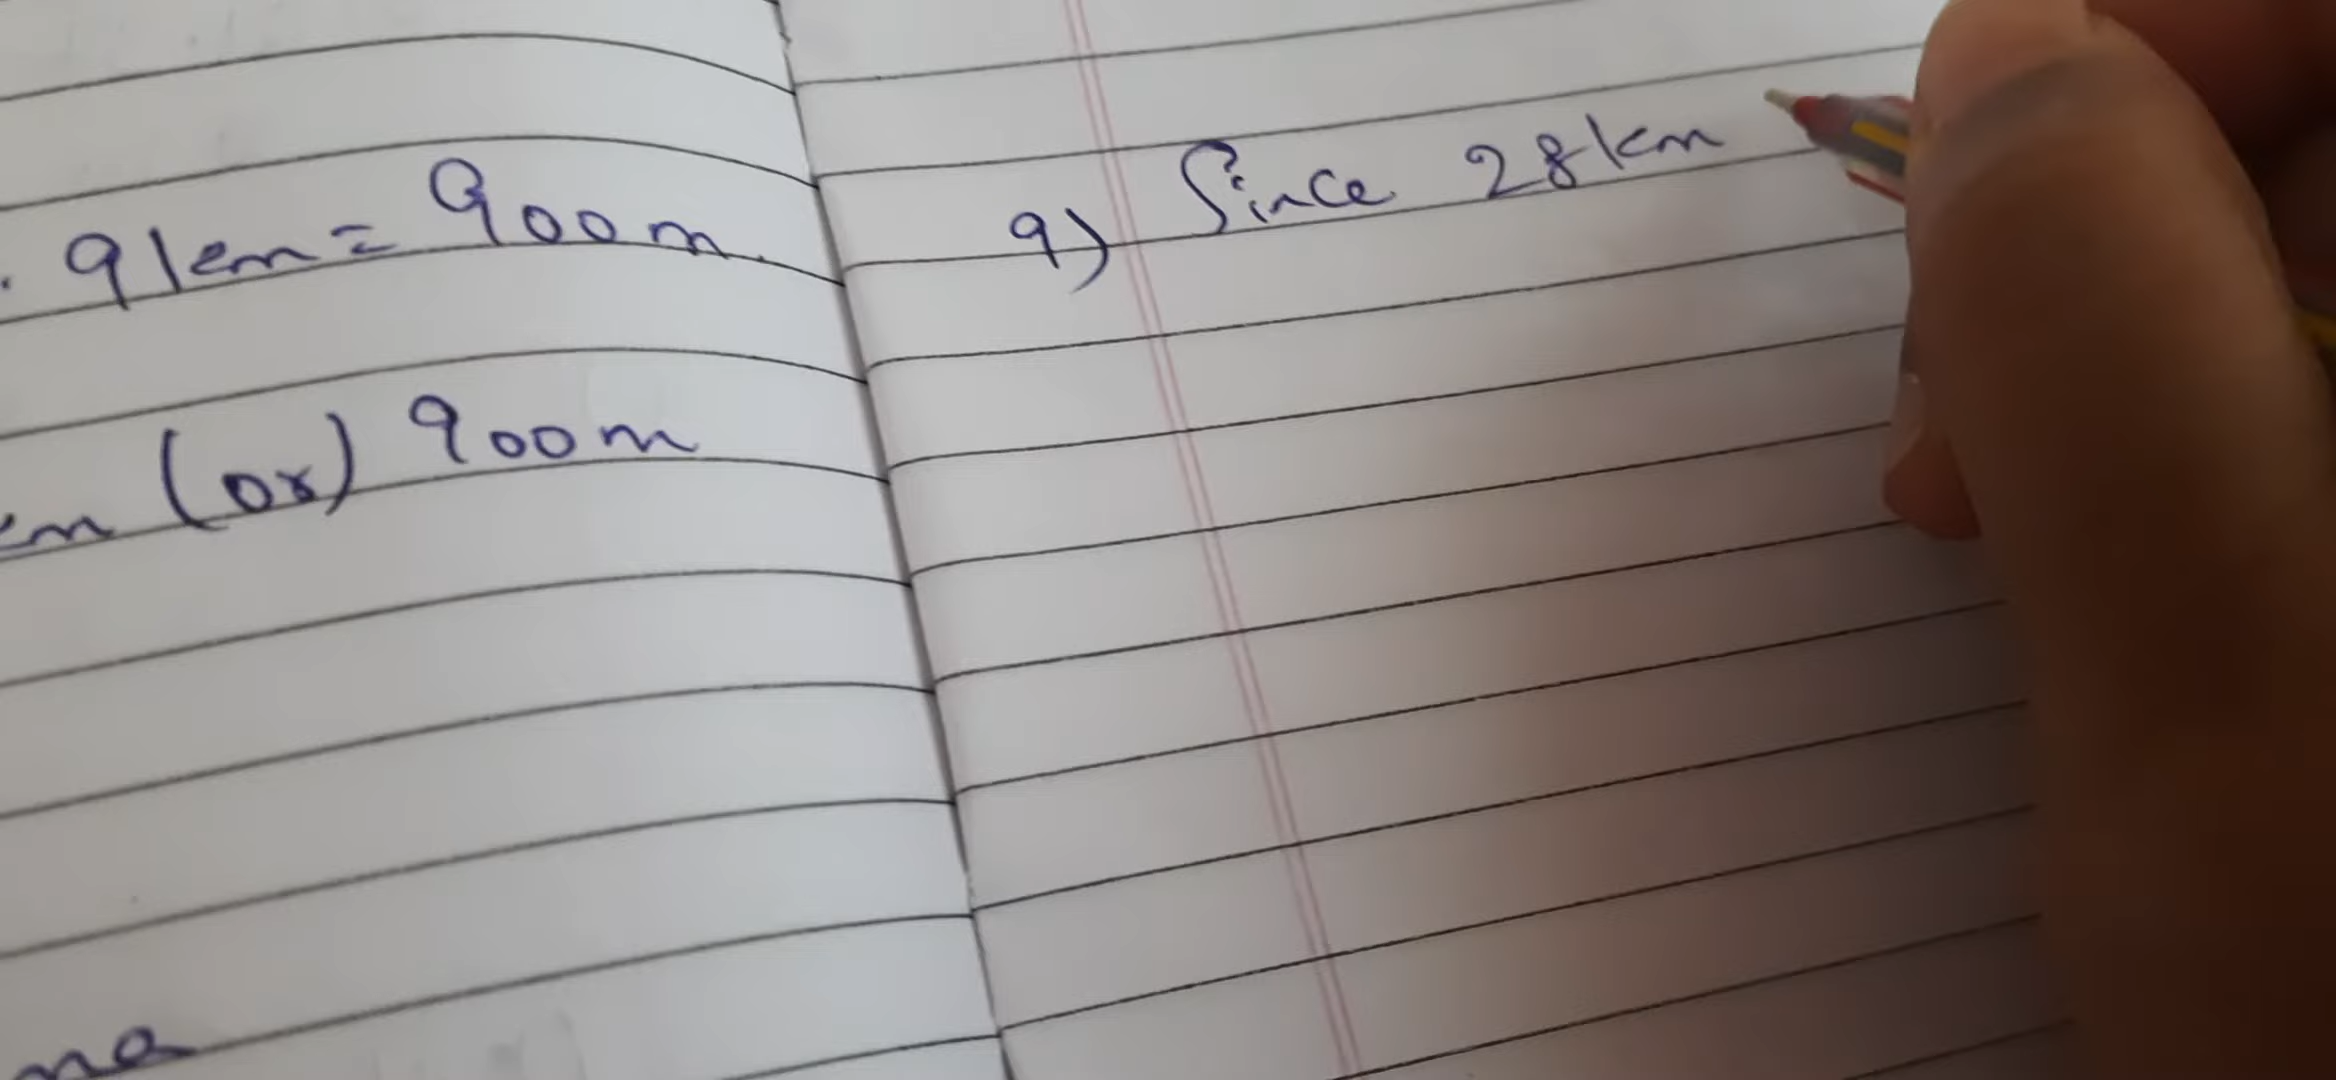 . 9km = 900m.
m (or) 900m
9) Since 28km